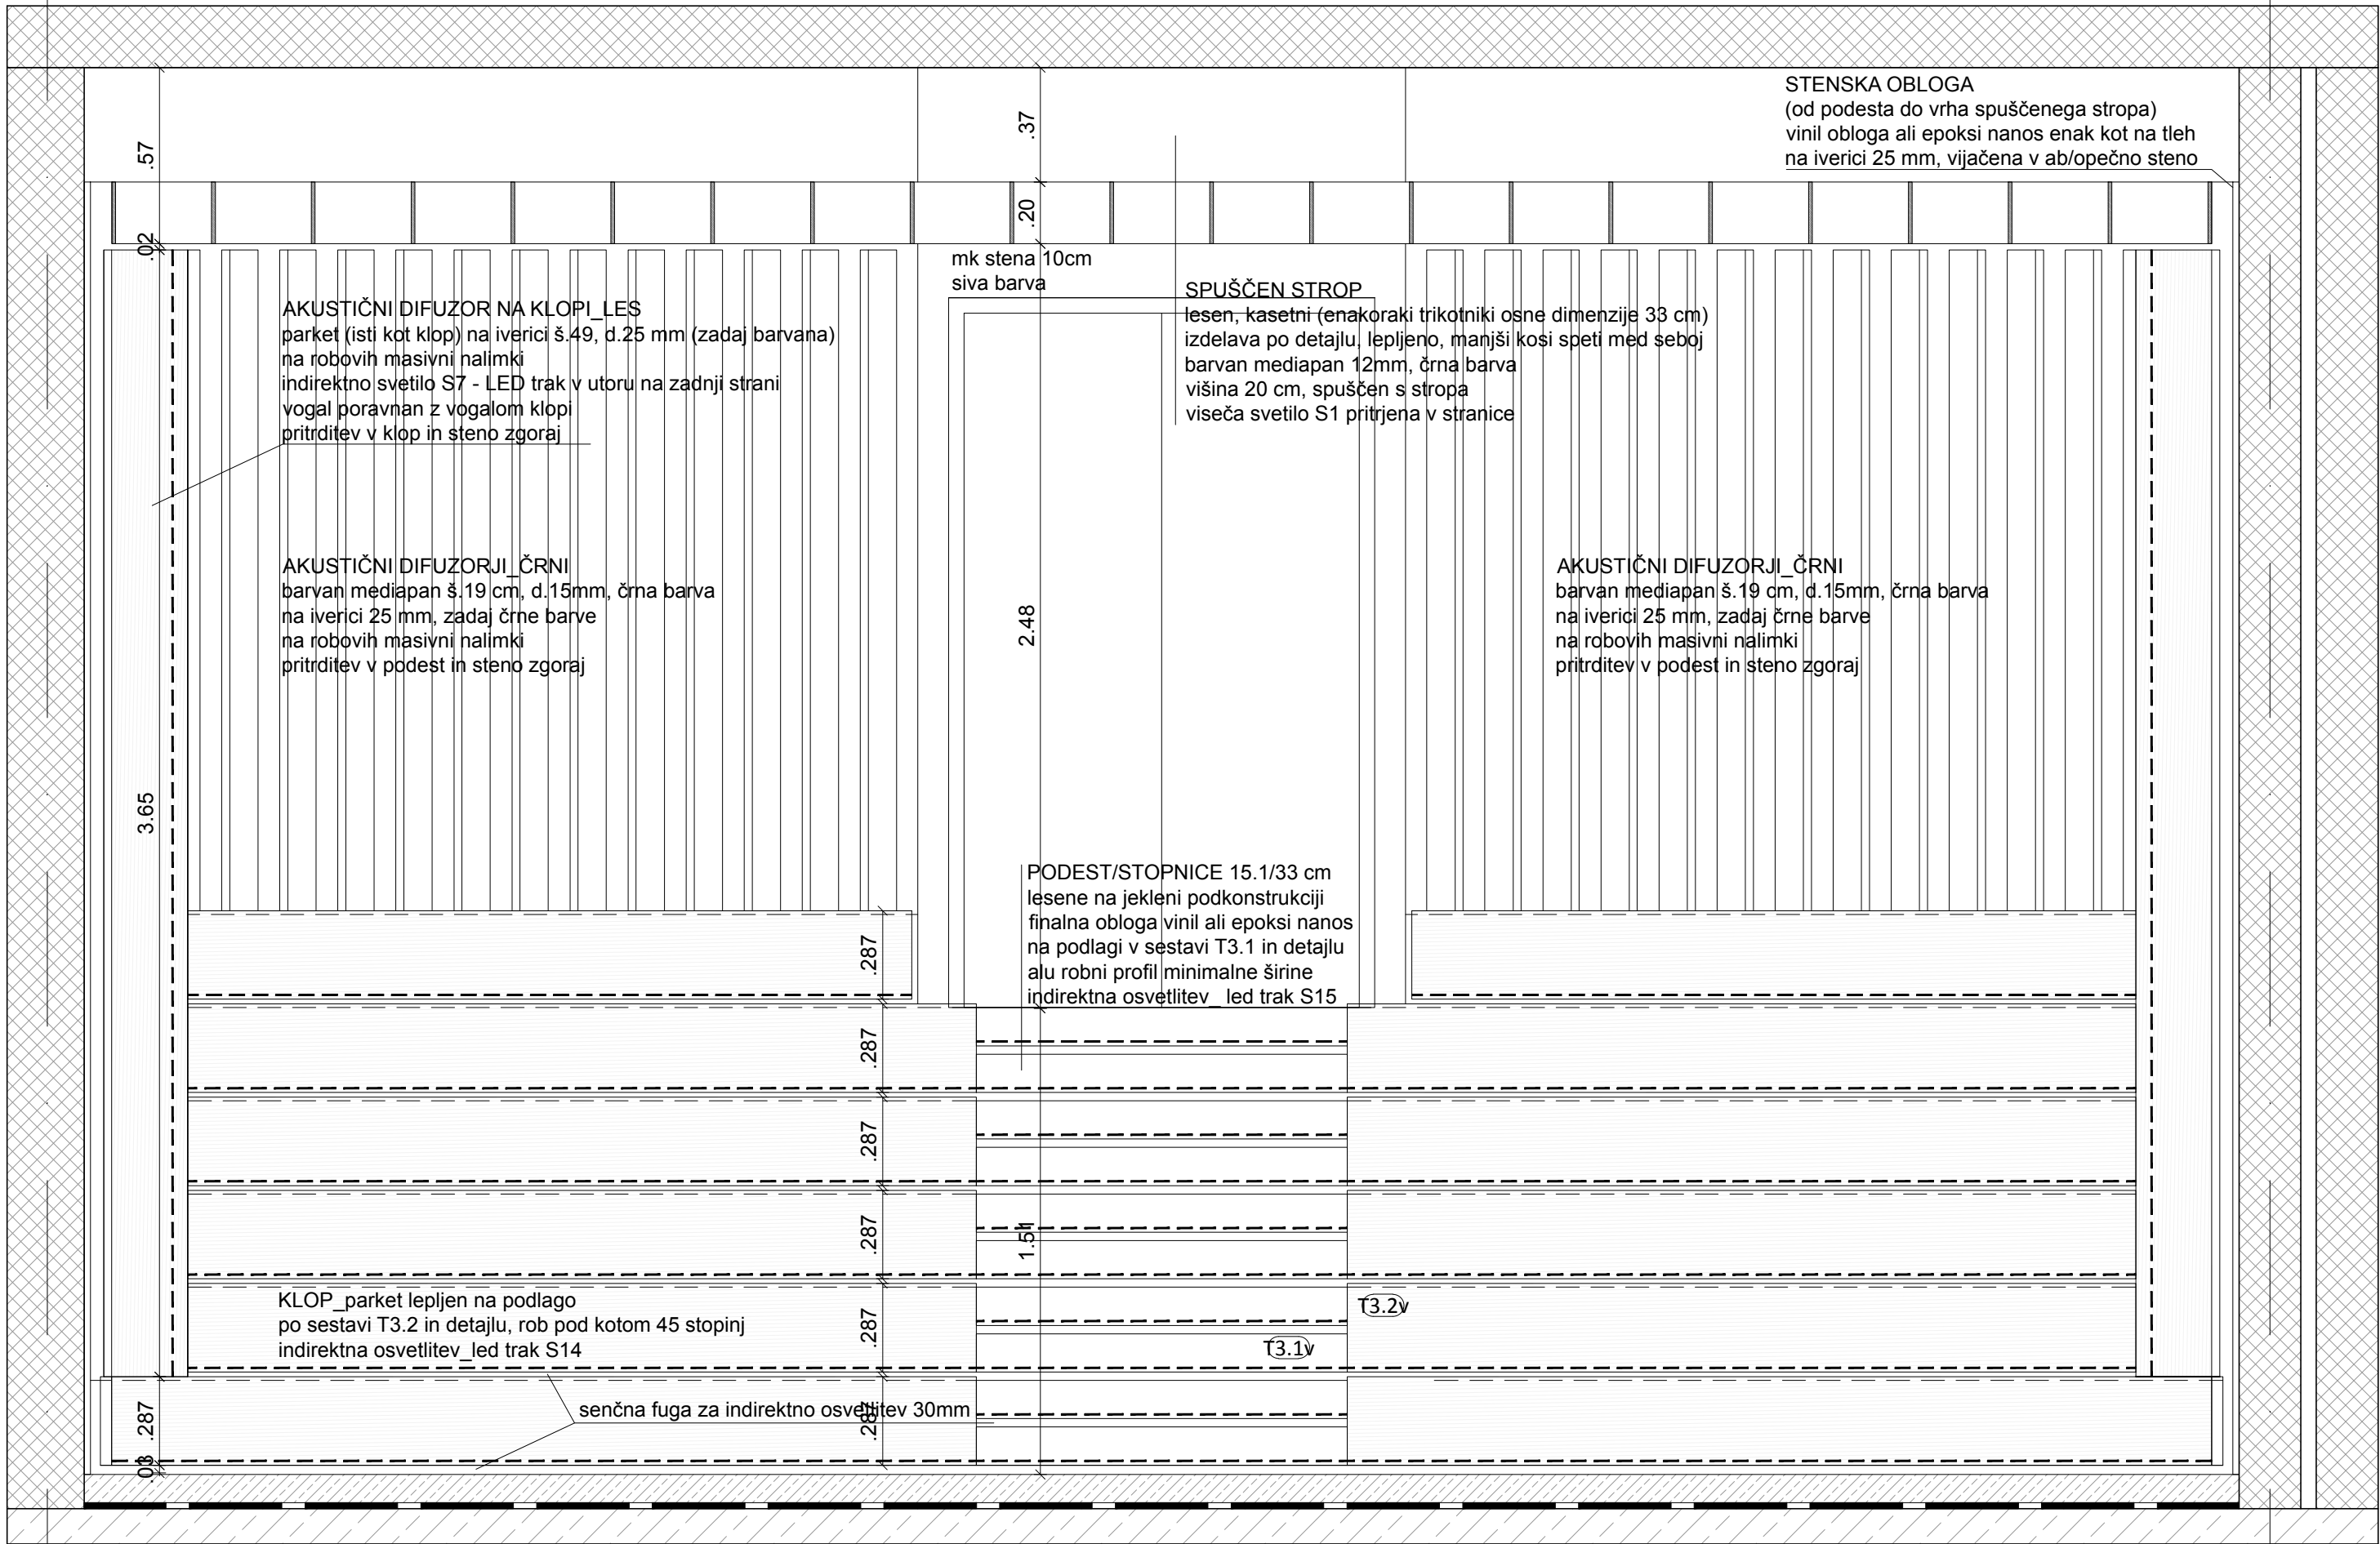 STENSKA OBLOGA
(od podesta do vrha spuščenega stropa)
vinil obloga ali epoksi nanos enak kot na tleh
na iverici 25 mm, vijačena v ab/opečno steno
.57
.37
.20
.02
mk stena 10cm
siva barva
AKUSTIČNI DIFUZOR NA KLOPI_LES
parket (isti kot klop) na iverici š.49, d.25 mm (zadaj barvana)
na robovih masivni nalimki
indirektno svetilo S7 - LED trak v utoru na zadnji strani
vogal poravnan z vogalom klopi
pritrditev v klop in steno zgoraj
SPUŠČEN STROP
lesen, kasetni (enakoraki trikotniki osne dimenzije 33 cm)
izdelava po detajlu, lepljeno, manjši kosi speti med seboj
barvan mediapan 12mm, črna barva
višina 20 cm, spuščen s stropa
viseča svetilo S1 pritrjena v stranice
AKUSTIČNI DIFUZORJI_ČRNI
barvan mediapan š.19 cm, d.15mm, črna barva
na iverici 25 mm, zadaj črne barve
na robovih masivni nalimki
pritrditev v podest in steno zgoraj
2.48
AKUSTIČNI DIFUZORJI_ČRNI
barvan mediapan š.19 cm, d.15mm, črna barva
na iverici 25 mm, zadaj črne barve
na robovih masivni nalimki
pritrditev v podest in steno zgoraj
3.65
PODEST/STOPNICE 15.1/33 cm
lesene na jekleni podkonstrukciji
finalna obloga vinil ali epoksi nanos
na podlagi v sestavi T3.1 in detajlu
alu robni profil minimalne širine
indirektna osvetlitev_ led trak S15
.287
.287
.287
.287
1.51
KLOP_parket lepljen na podlago
po sestavi T3.2 in detajlu, rob pod kotom 45 stopinj
indirektna osvetlitev_led trak S14
.287
T3.2v
T3.1v
.287
senčna fuga za indirektno osvetlitev 30mm
.287
.03